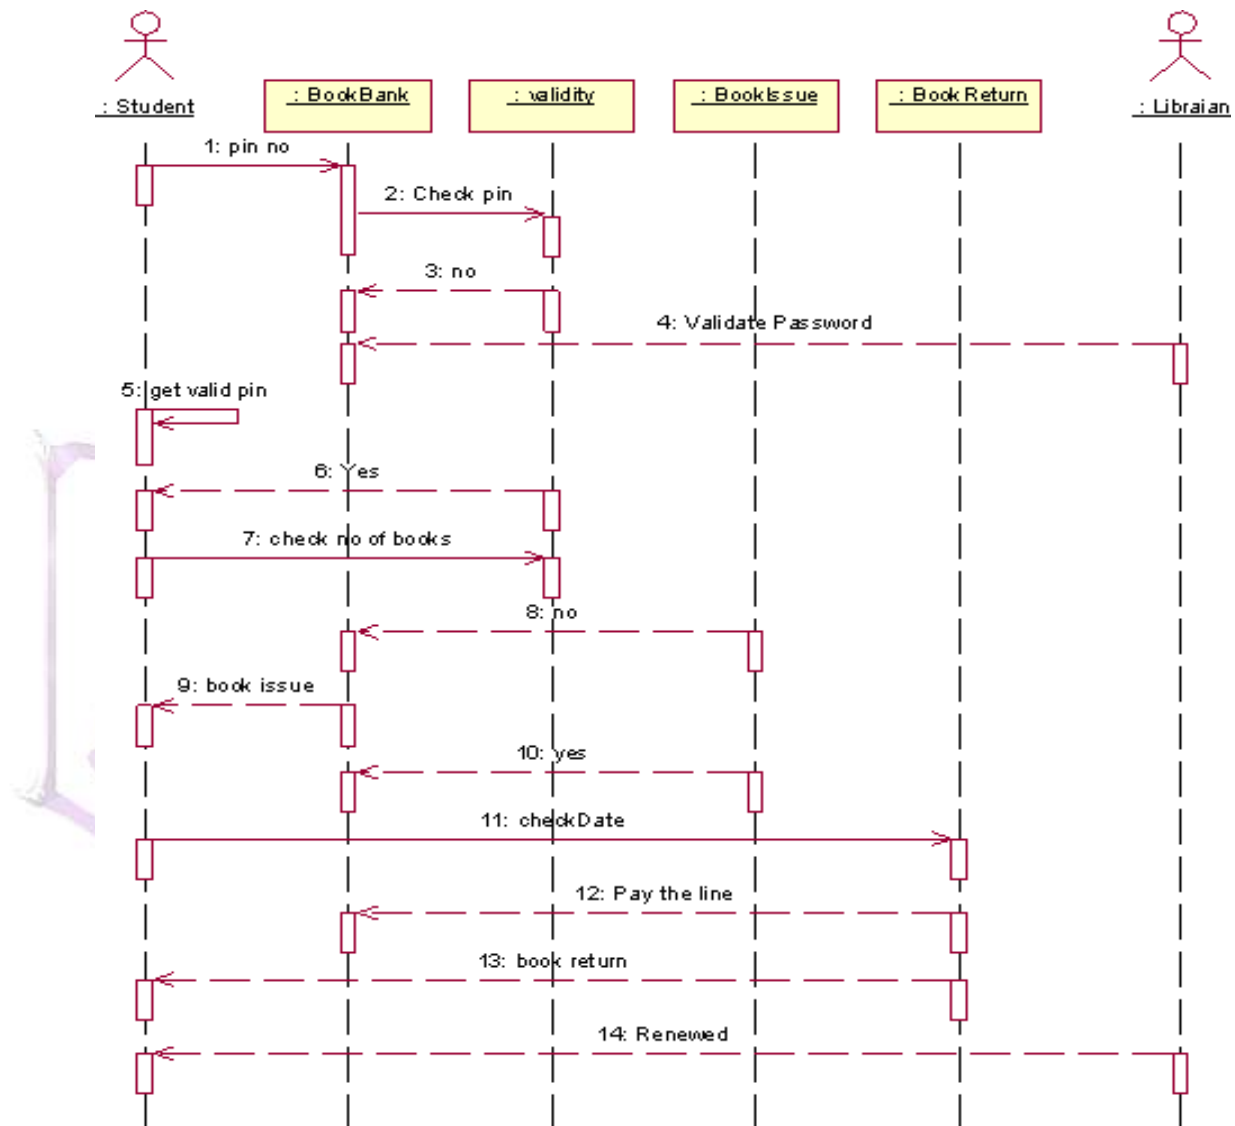 : Student
: BookBank
: validity
: BookIssue
: Book Return
: Libraian
1: pin no
2: Check pin
3: no
4: Validate Password
5: get valid pin
6: Yes
7: check no of books
8: no
9: book issue
10: yes
11: checkDate
12: Pay the line
13: book return
14: Renewed